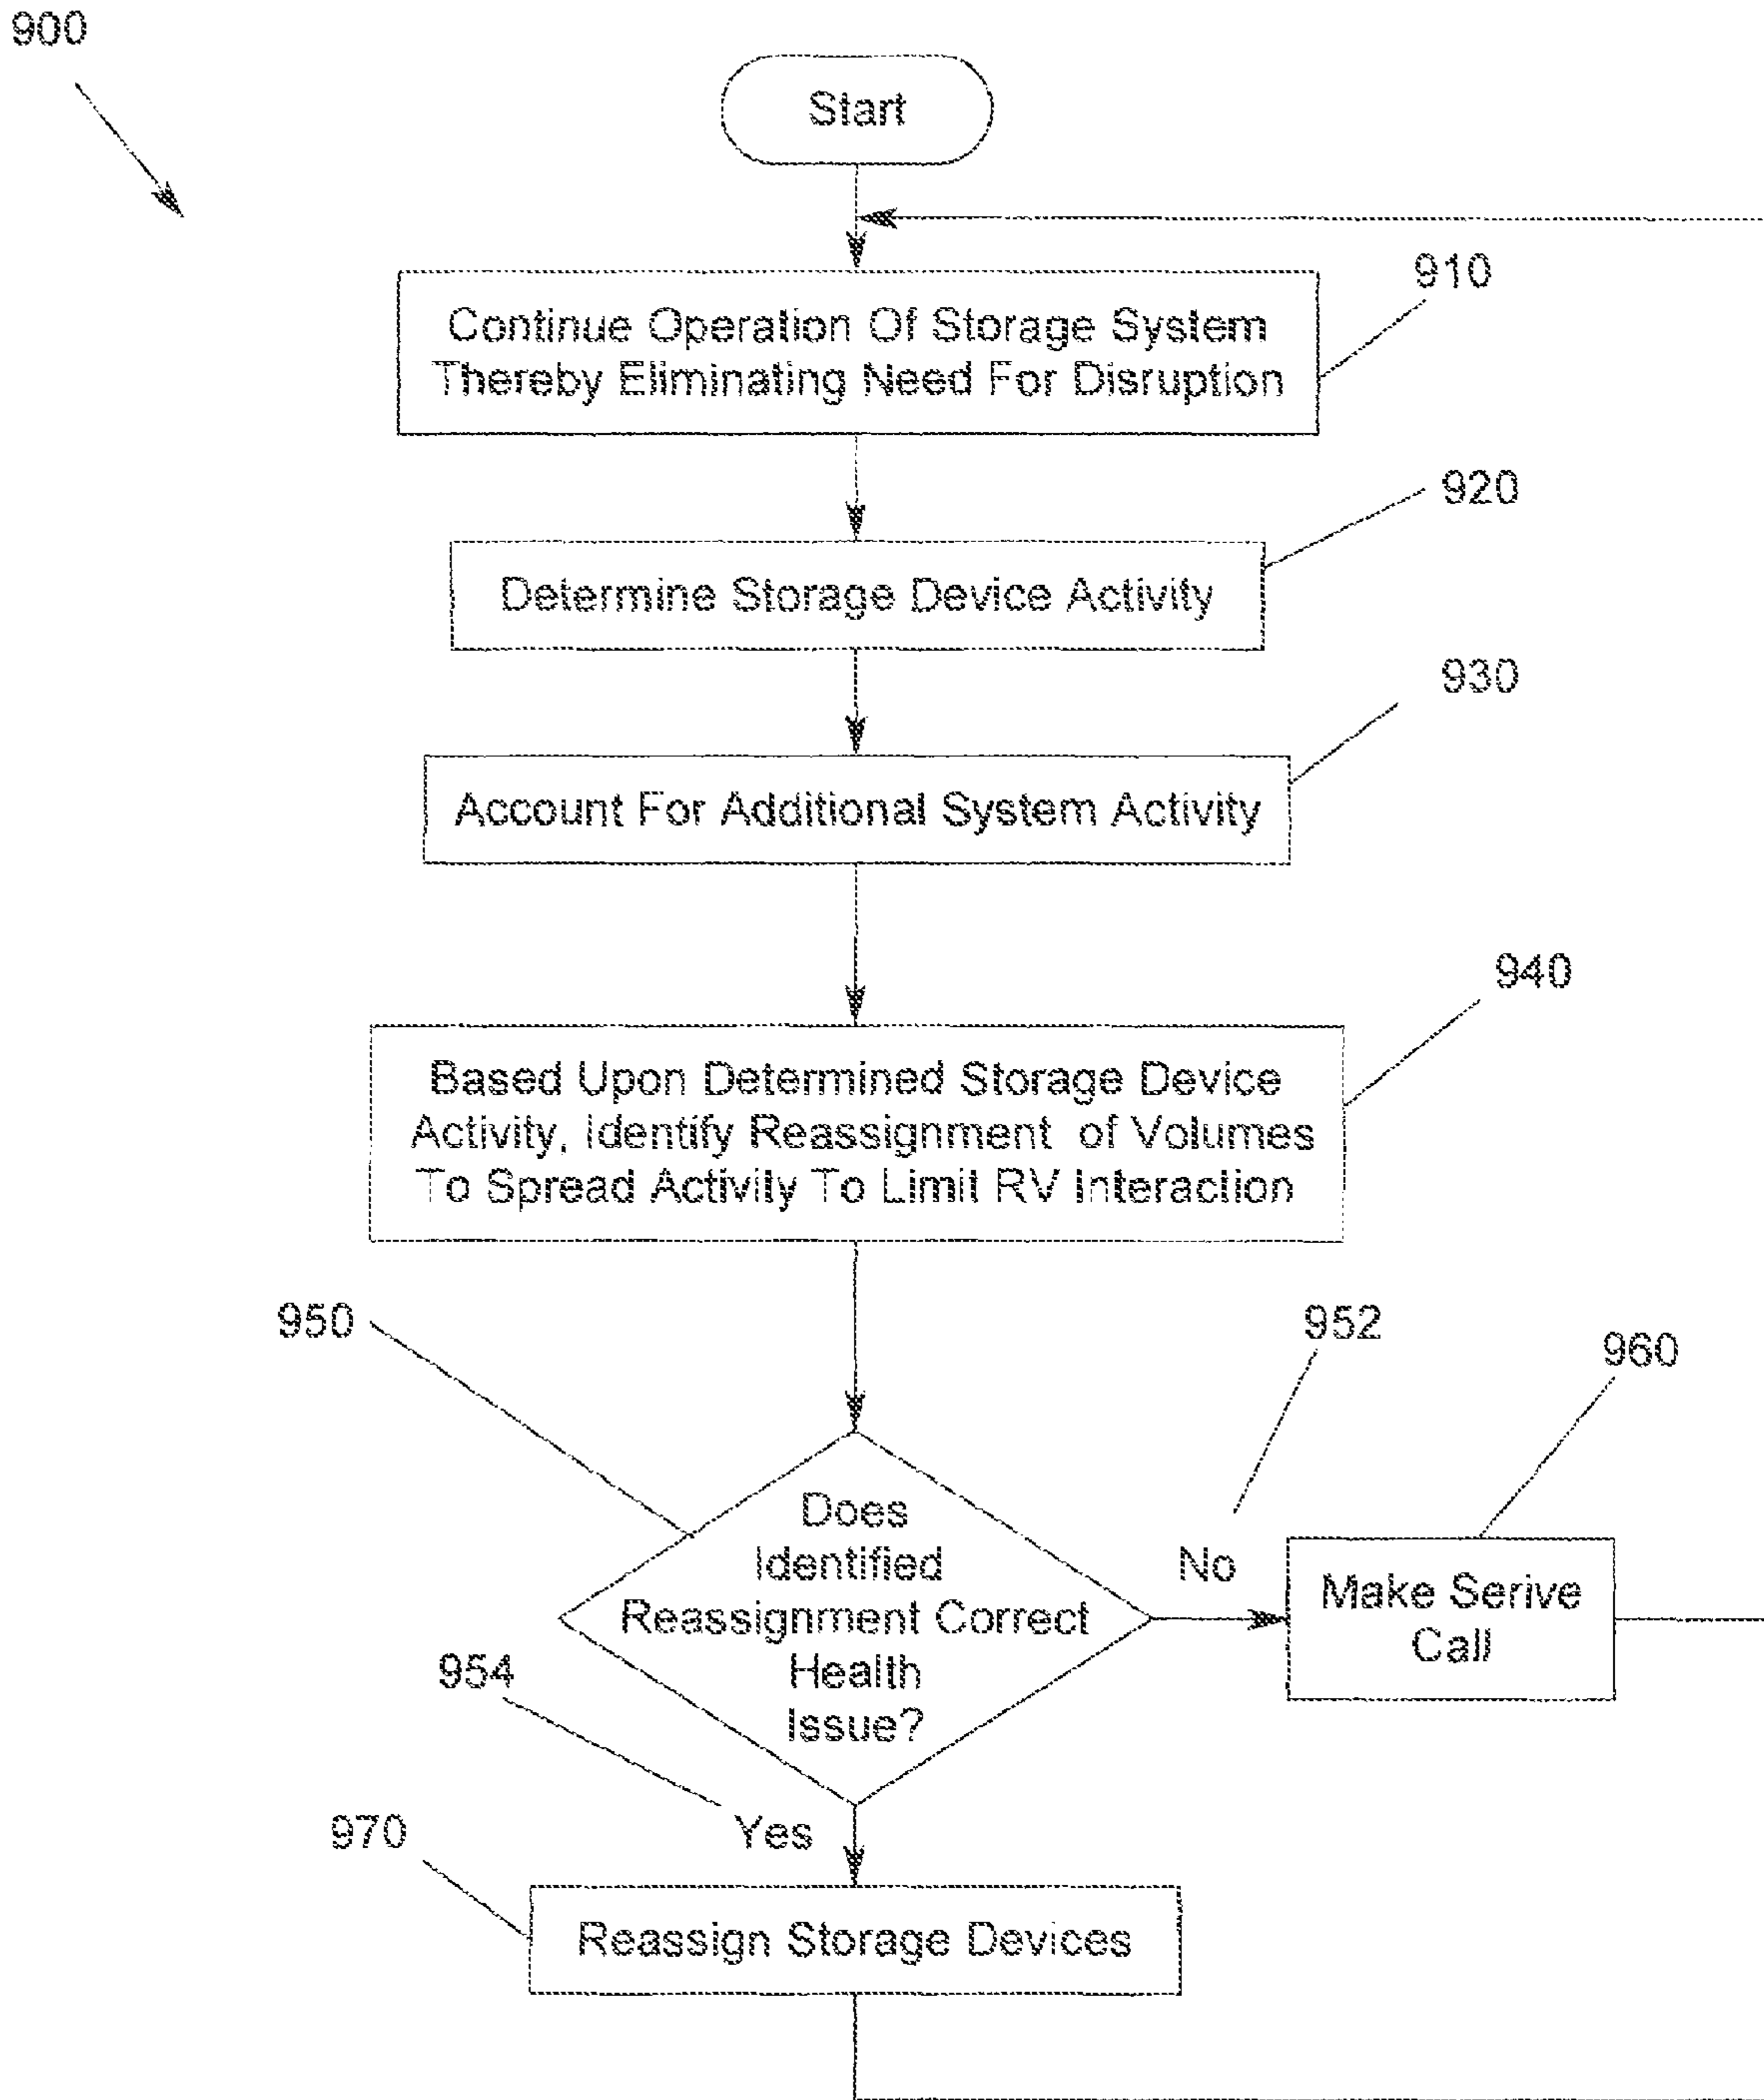 900
Start
910
Continue Operation Of Storage System
Thereby Eliminating Need For Disruption
920
Determine Storage Device Activity
930
Account For Additional System Activity
940
Based Upon Determined Storage Device
Activity, Identify Reassignment of Volumes
To Spread Activity To Limit RV Interaction
950
952
960
Does
Identified
Reassignment Correct
Health
Issue?
No
Make Serive
Call
954
Yes
970
Reassign Storage Devices